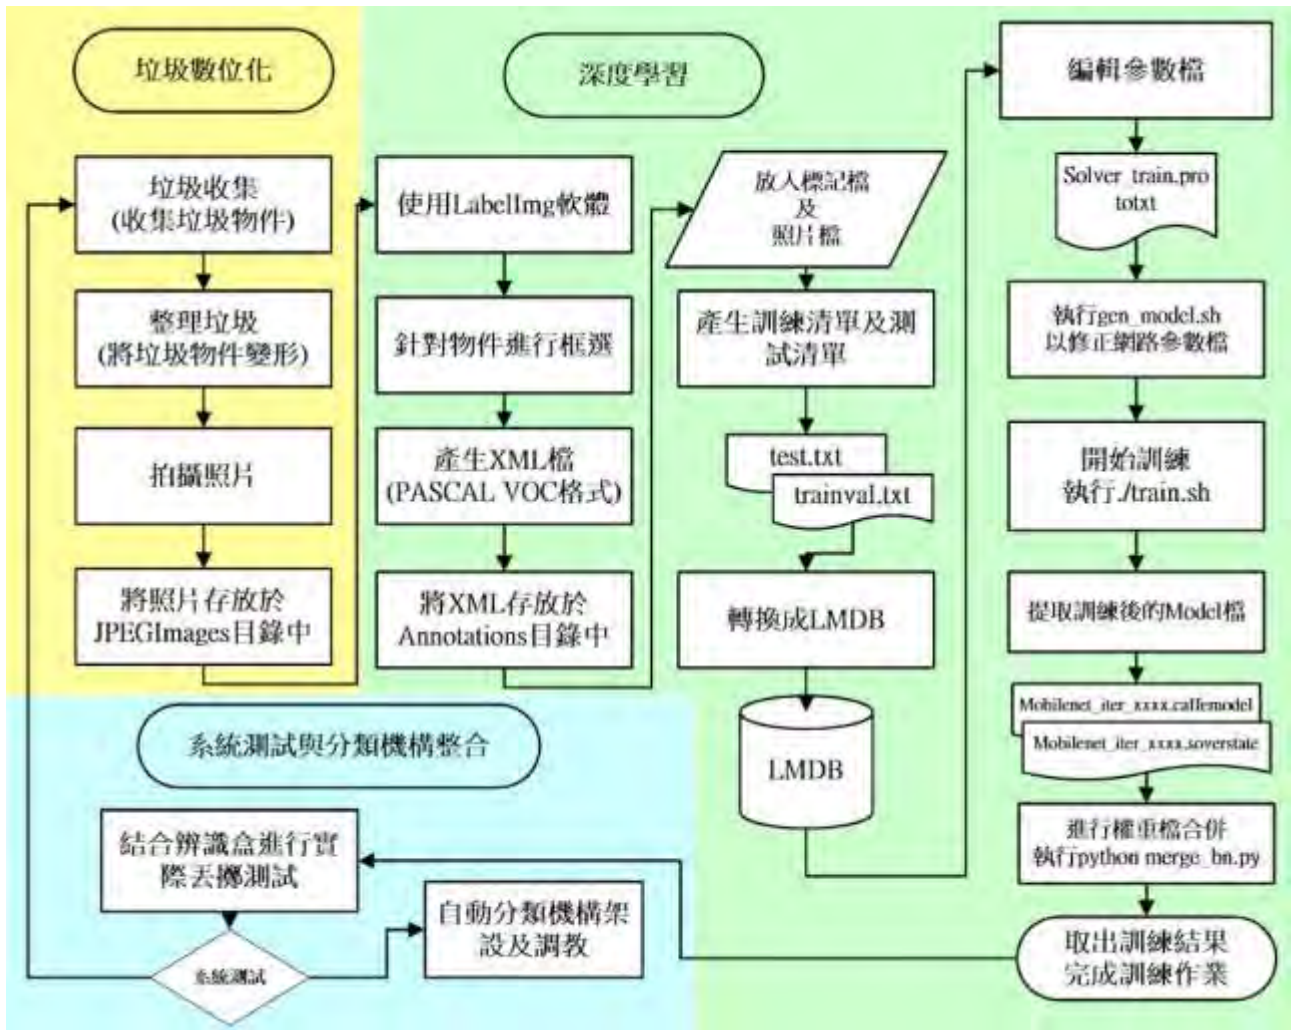 垃圾數位化
垃圾收集
(收集垃圾物件)
整理垃圾
(將垃圾物件變形)
拍攝照片
將照片存放於
JPEGImages目錄中
深度學習
使用LabelImg軟體
針對物件進行框選
產生XML檔
(PASCAL VOC格式)
將XML存放於
Annotations目錄中
放入標記檔
及
照片檔
產生訓練清單及測
試清單
test.txt
trainval.txt
轉換成LMDB
LMDB
編輯參數檔
Solver_train.pro
totxt
執行gen_model.sh
以修正網路參數檔
開始訓練
執行./train.sh
提取訓練後的Model檔
Mobilenet_iter_xxxx.caffemodel
Mobilenet_iter_xxxx.soverstate
進行權重檔合併
執行python merge_bn.py
取出訓練結果
完成訓練作業
系統測試與分類機構整合
結合辨識盒進行實
際丟擲測試
系統測試
自動分類機構架
設及調教